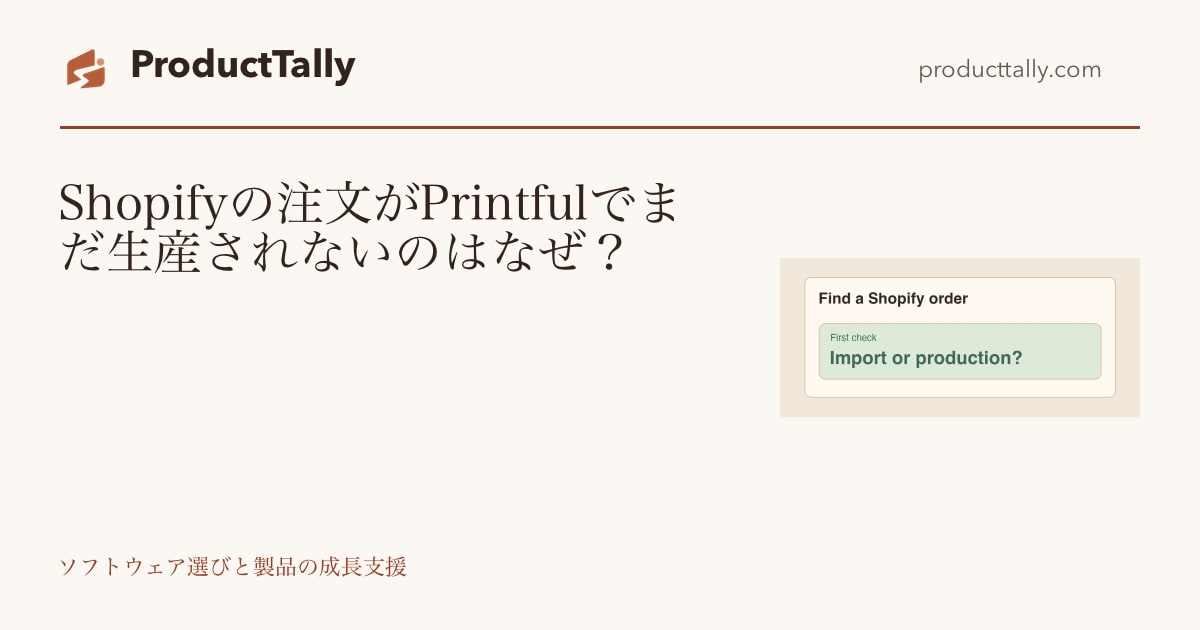 ProductTally
producttally.com
Shopifyの注文がPrintfulでま
だ生産されないのはなぜ？
Find a Shopify order
First check
Import or production?
ソフトウェア選びと製品の成長支援